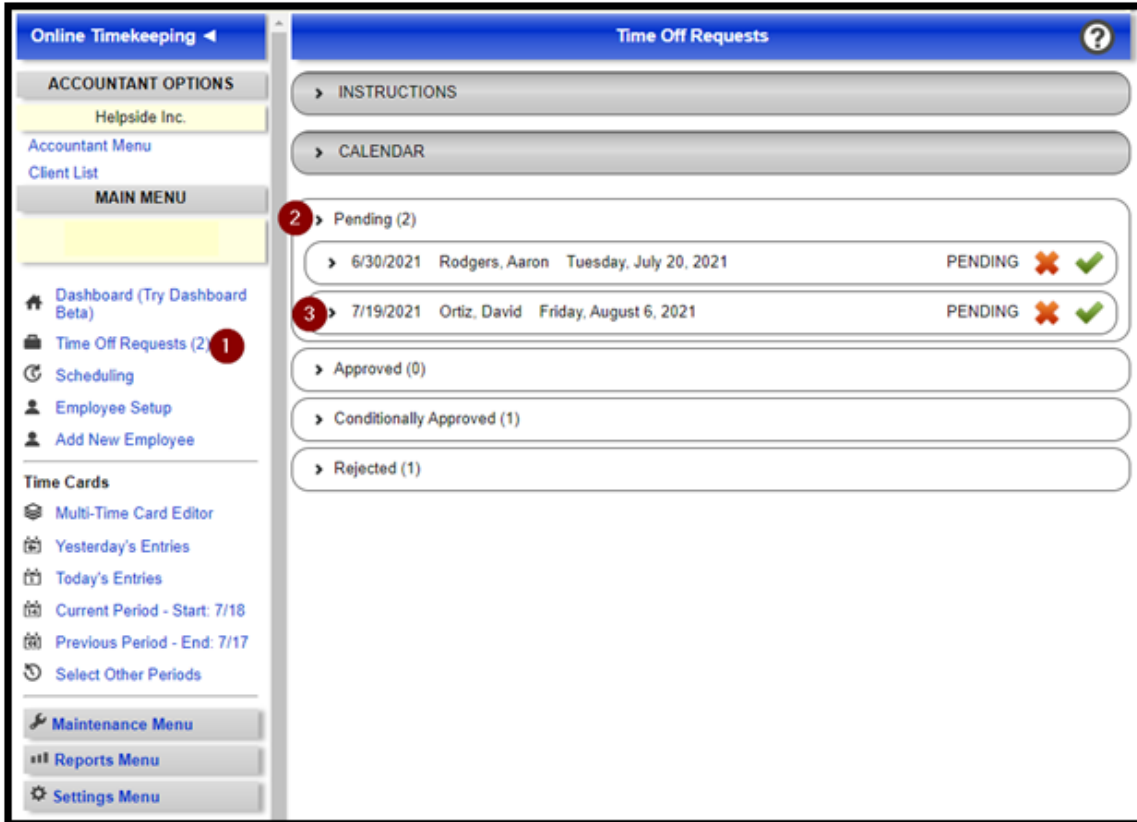 Online Timekeeping ◄
ACCOUNTANT OPTIONS
Helpside Inc.
Accountant Menu
Client List
MAIN MENU
Dashboard (Try Dashboard
Beta)
Time Off Requests (2) 1
Scheduling
Employee Setup
Add New Employee
Time Cards
Multi-Time Card Editor
Yesterday's Entries
Today's Entries
Current Period - Start: 7/18
Previous Period - End: 7/17
Select Other Periods
Maintenance Menu
Reports Menu
Settings Menu
Time Off Requests ?
INSTRUCTIONS
CALENDAR
2 Pending (2)
6/30/2021 Rodgers, Aaron Tuesday, July 20, 2021 PENDING
3 7/19/2021 Ortiz, David Friday, August 6, 2021 PENDING
Approved (0)
Conditionally Approved (1)
Rejected (1)